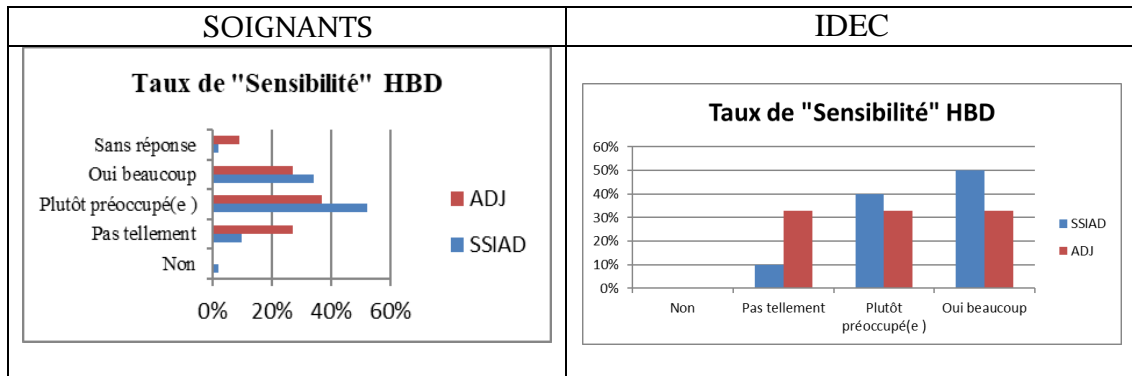 SOIGNANTS
IDEC
Taux de "Sensibilité" HBD
Sans réponse
Oui beaucoup
Plutôt préoccupé(e )
Pas tellement
Non
0% 20% 40% 60%
ADJ
SSIAD
Taux de "Sensibilité" HBD
60%
50%
40%
30%
20%
10%
0%
Non Pas tellement Plutôt Oui beaucoup
préoccupé(e )
SSIAD
ADJ